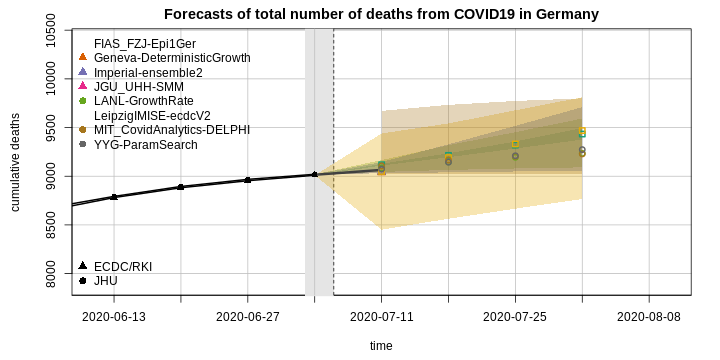 Forecasts of total number of deaths from COVID19 in Germany
cumulative deaths
10500
10000
9500
9000
8500
8000
FIAS_FZJ-Epi1Ger
Geneva-DeterministicGrowth
Imperial-ensemble2
JGU_UHH-SMM
LANL-GrowthRate
LeipzigIMISE-ecdcV2
MIT_CovidAnalytics-DELPHI
YYG-ParamSearch
ECDC/RKI
JHU
2020-06-13
2020-06-27
2020-07-11
2020-07-25
2020-08-08
time